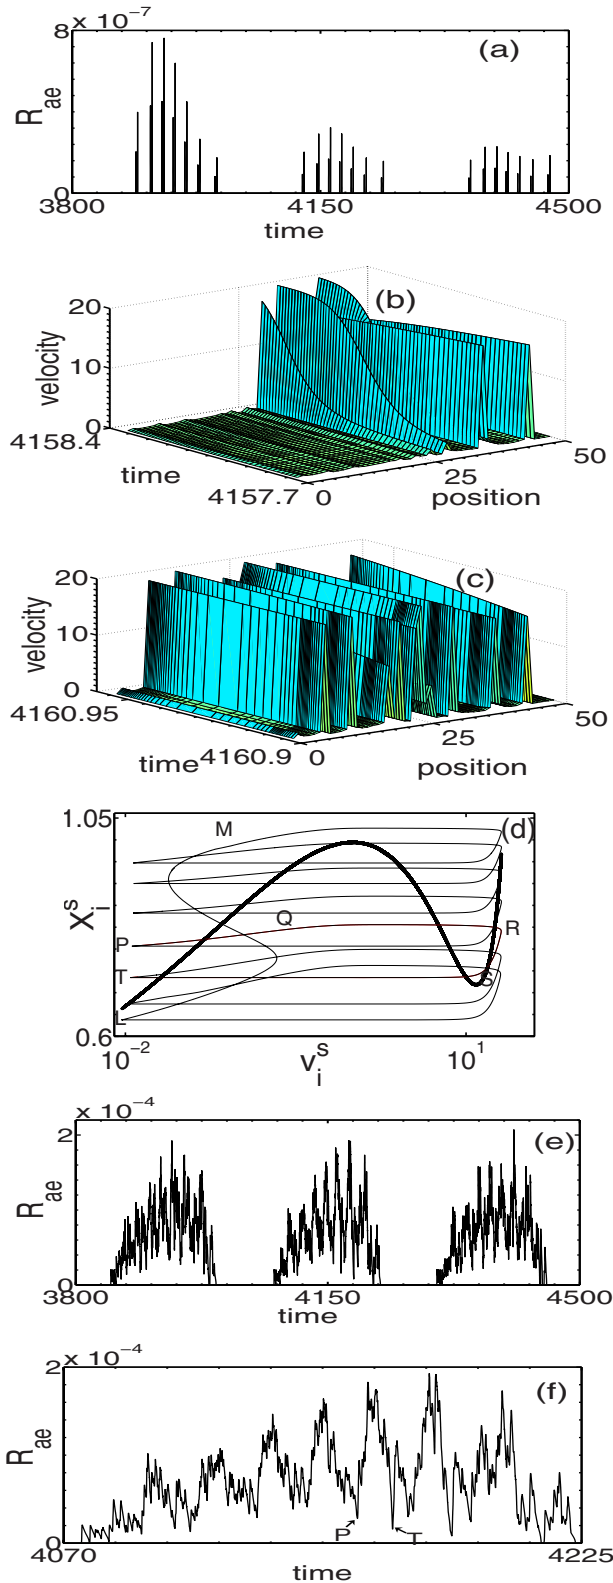 8 x 10⁻⁷
(a)
R_ae
0
3800 4150 4500
time
(b)
20
10
0
velocity
4158.4
time
4157.7
0 25 50
position
(c)
20
10
0
velocity
4160.95
time
4160.9
0 25 50
position
1.05
(d)
M
X_i^s
Q
P
R
T
S
L
0.6
10⁻² 10¹
v_i^s
x 10⁻⁴
2
(e)
R_ae
0
3800 4150 4500
time
2 x 10⁻⁴
(f)
R_ae
0
P T
4070 4225
time